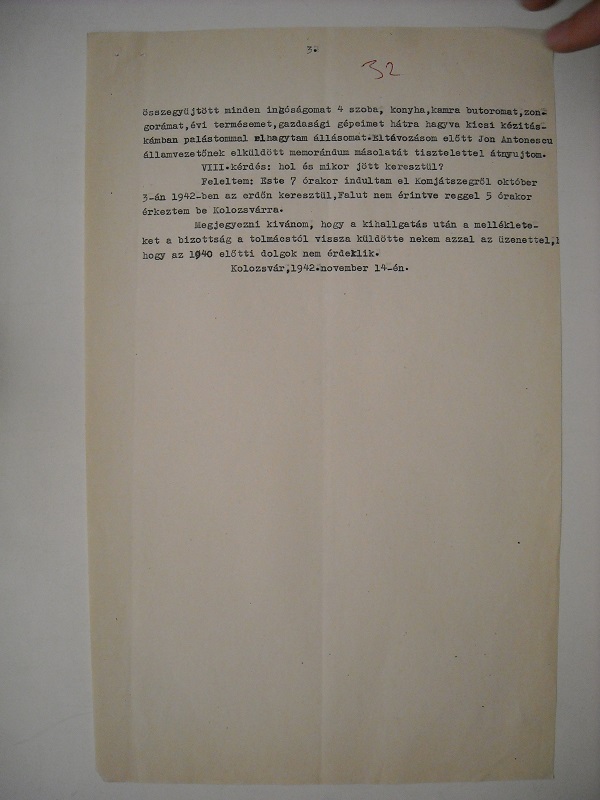 3.
32
összegyüjtött minden ingóságomat 4 szoba, konyha,kamra butoromat,zon-
gorámat,évi termésemet,gazdasági gépeimet hátra hagyva kicsi kézitás-
kámban palástommal elhagytam állásomat.Eltávozásom előtt Jon Antonescu
államvezetőnek elküldött memorándum másolatát tisztelettel átnyujtom.
VIII.kérdés: hol és mikor jött keresztül?
Feleltem: Este 7 órakor indultam el Komjátszegről október
3-án 1942-ben az erdőn keresztül,Falut nem érintve reggel 5 órakor
érkeztem be Kolozsvárra.
Megjegyezni kivánom, hogy a kihallgatás után a melléklete-
ket a bizottság a tolmácstól vissza küldötte nekem azzal az üzenettel,h
hogy az 1940 előtti dolgok nem érdeklik.
Kolozsvár,1942.november 14-én.